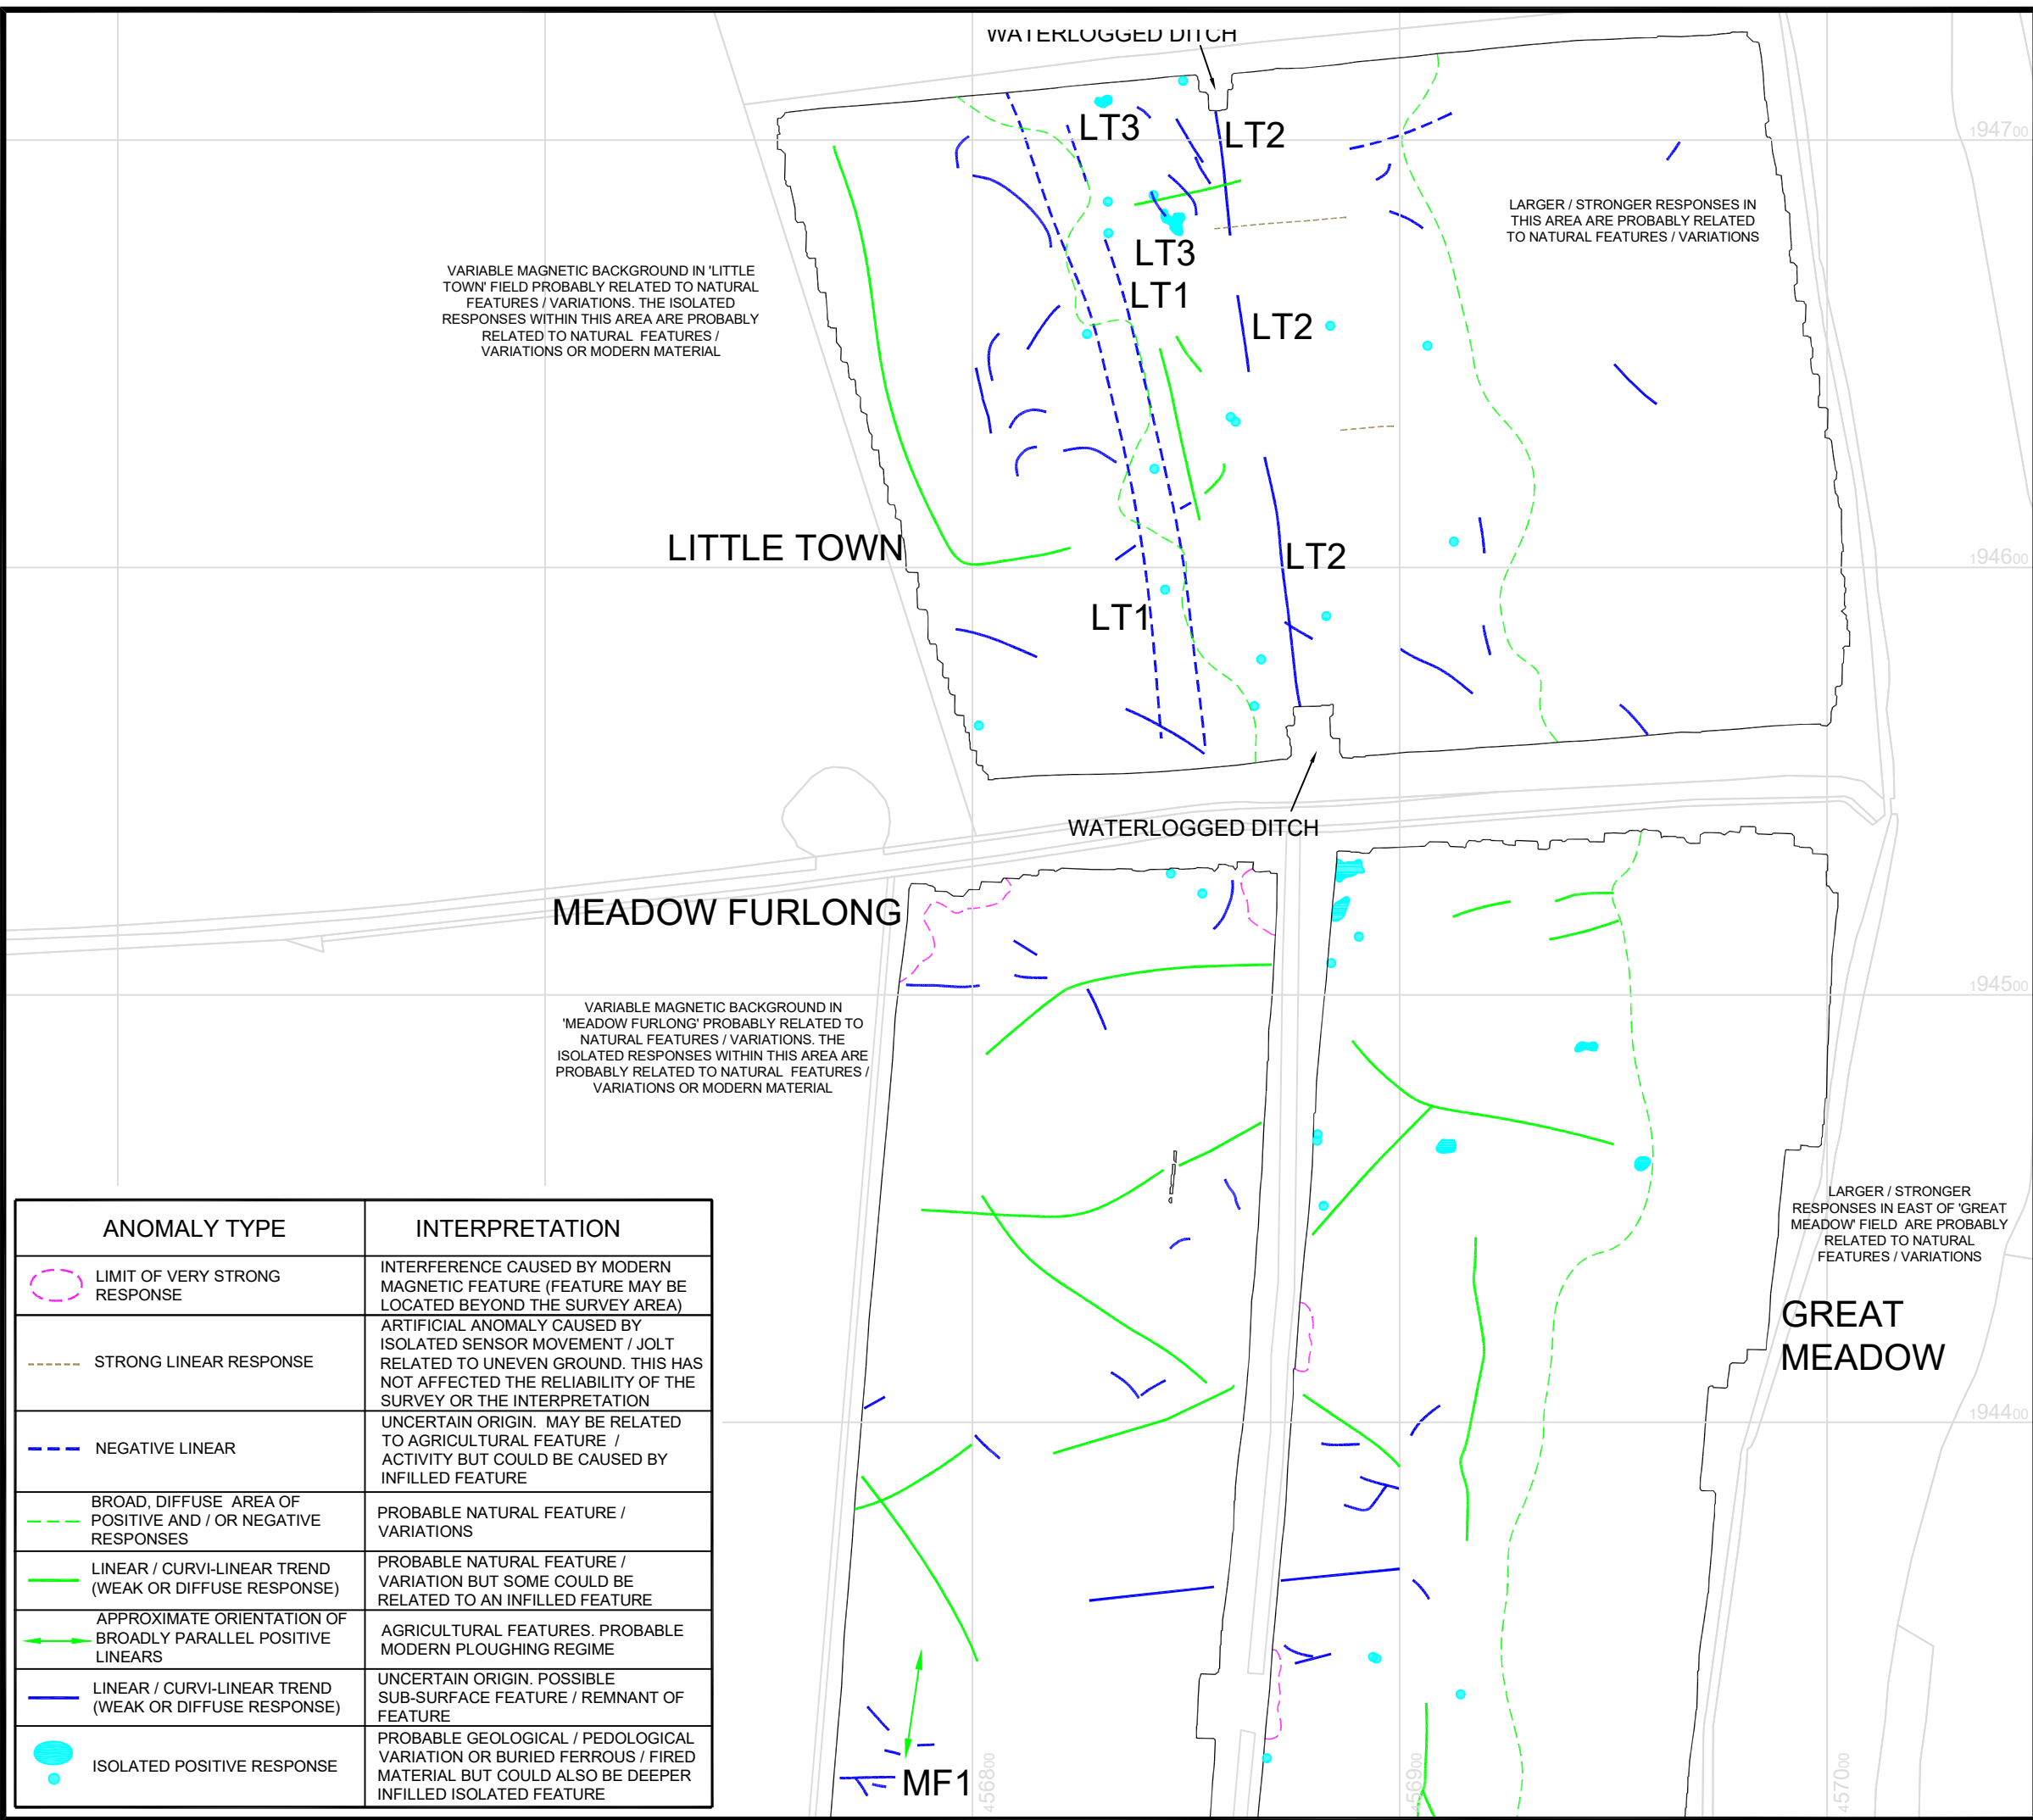 WATERLOGGED DITCH
LT3
LT2
194700
LARGER / STRONGER RESPONSES IN
THIS AREA ARE PROBABLY RELATED
TO NATURAL FEATURES / VARIATIONS
LT3
VARIABLE MAGNETIC BACKGROUND IN 'LITTLE
TOWN' FIELD PROBABLY RELATED TO NATURAL
FEATURES / VARIATIONS. THE ISOLATED
RESPONSES WITHIN THIS AREA ARE PROBABLY
RELATED TO NATURAL FEATURES /
VARIATIONS OR MODERN MATERIAL
LT1
LT2
LITTLE TOWN
LT2
194600
LT1
WATERLOGGED DITCH
MEADOW FURLONG
194500
VARIABLE MAGNETIC BACKGROUND IN
'MEADOW FURLONG' PROBABLY RELATED TO
NATURAL FEATURES / VARIATIONS. THE
ISOLATED RESPONSES WITHIN THIS AREA ARE
PROBABLY RELATED TO NATURAL FEATURES /
VARIATIONS OR MODERN MATERIAL
LARGER / STRONGER
RESPONSES IN EAST OF 'GREAT
MEADOW' FIELD ARE PROBABLY
RELATED TO NATURAL
FEATURES / VARIATIONS
GREAT
MEADOW
194400
ANOMALY TYPE
INTERPRETATION
LIMIT OF VERY STRONG
RESPONSE
INTERFERENCE CAUSED BY MODERN
MAGNETIC FEATURE (FEATURE MAY BE
LOCATED BEYOND THE SURVEY AREA)
STRONG LINEAR RESPONSE
ARTIFICIAL ANOMALY CAUSED BY
ISOLATED SENSOR MOVEMENT / JOLT
RELATED TO UNEVEN GROUND. THIS HAS
NOT AFFECTED THE RELIABILITY OF THE
SURVEY OR THE INTERPRETATION
NEGATIVE LINEAR
UNCERTAIN ORIGIN. MAY BE RELATED
TO AGRICULTURAL FEATURE /
ACTIVITY BUT COULD BE CAUSED BY
INFILLED FEATURE
BROAD, DIFFUSE AREA OF
POSITIVE AND / OR NEGATIVE
RESPONSES
PROBABLE NATURAL FEATURE /
VARIATIONS
LINEAR / CURVI-LINEAR TREND
(WEAK OR DIFFUSE RESPONSE)
PROBABLE NATURAL FEATURE /
VARIATION BUT SOME COULD BE
RELATED TO AN INFILLED FEATURE
APPROXIMATE ORIENTATION OF
BROADLY PARALLEL POSITIVE
LINEARS
AGRICULTURAL FEATURES. PROBABLE
MODERN PLOUGHING REGIME
LINEAR / CURVI-LINEAR TREND
(WEAK OR DIFFUSE RESPONSE)
UNCERTAIN ORIGIN. POSSIBLE
SUB-SURFACE FEATURE / REMNANT OF
FEATURE
ISOLATED POSITIVE RESPONSE
PROBABLE GEOLOGICAL / PEDOLOGICAL
VARIATION OR BURIED FERROUS / FIRED
MATERIAL BUT COULD ALSO BE DEEPER
INFILLED ISOLATED FEATURE
MF1
456800
456900
457000